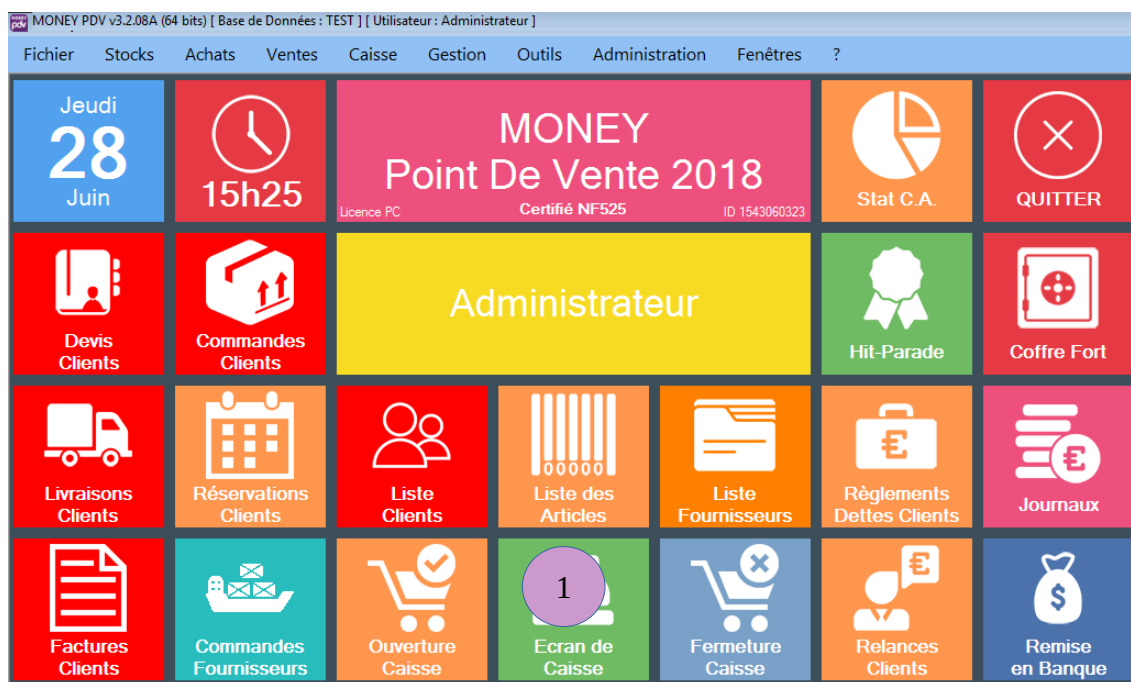 MONEY PDV v3.2.08A (64 bits) [ Base de Données : TEST ] [ Utilisateur : Administrateur ]
Fichier Stocks Achats Ventes Caisse Gestion Outils Administration Fenêtres ?
Jeudi
28
Juin
15h25
MONEY
Point De Vente 2018
Licence PC Certifié NF525 ID 1543060323
Stat C.A.
QUITTER
Devis
Clients
Commandes
Clients
Administrateur
Hit-Parade
Coffre Fort
Livraisons
Clients
Réservations
Clients
Liste
Clients
00000
Liste des
Articles
Liste
Fournisseurs
€
Règlements
Dettes Clients
€
Journaux
Factures
Clients
Commandes
Fournisseurs
Ouverture
Caisse
1
Ecran de
Caisse
Fermeture
Caisse
€
Relances
Clients
$
Remise
en Banque